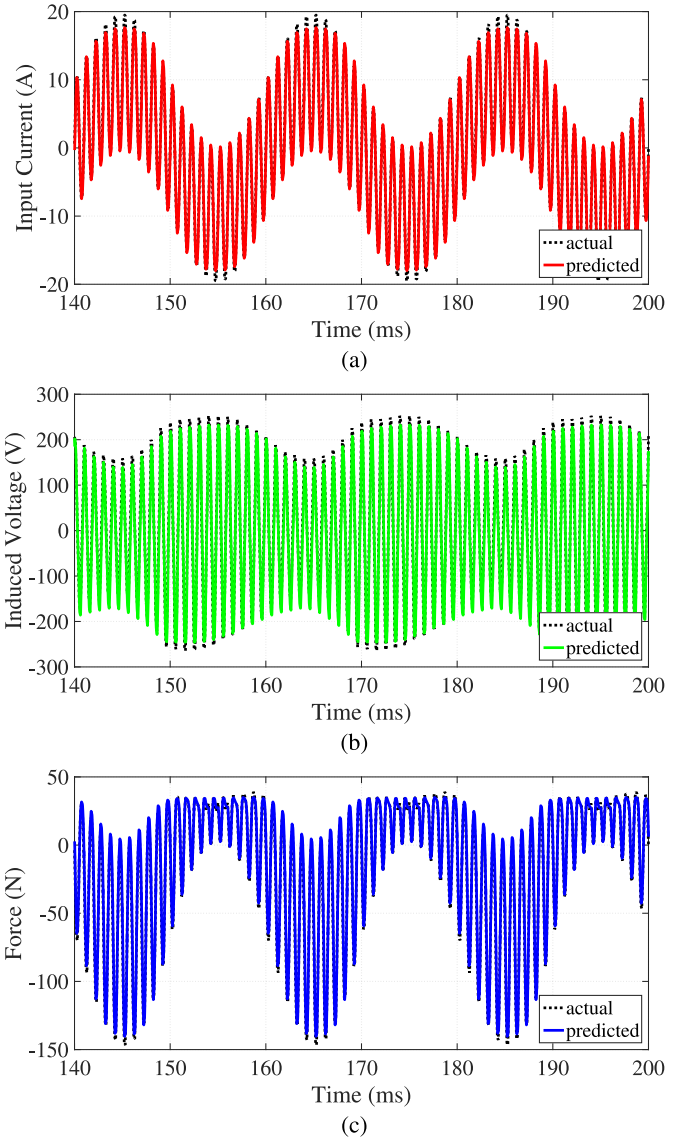 20
10
0
-10
-20
Input Current (A)
actual
predicted
140 150 160 170 180 190 200
Time (ms)
(a)
300
200
100
0
-100
-200
-300
Induced Voltage (V)
actual
predicted
140 150 160 170 180 190 200
Time (ms)
(b)
50
0
-50
-100
-150
Force (N)
actual
predicted
140 150 160 170 180 190 200
Time (ms)
(c)